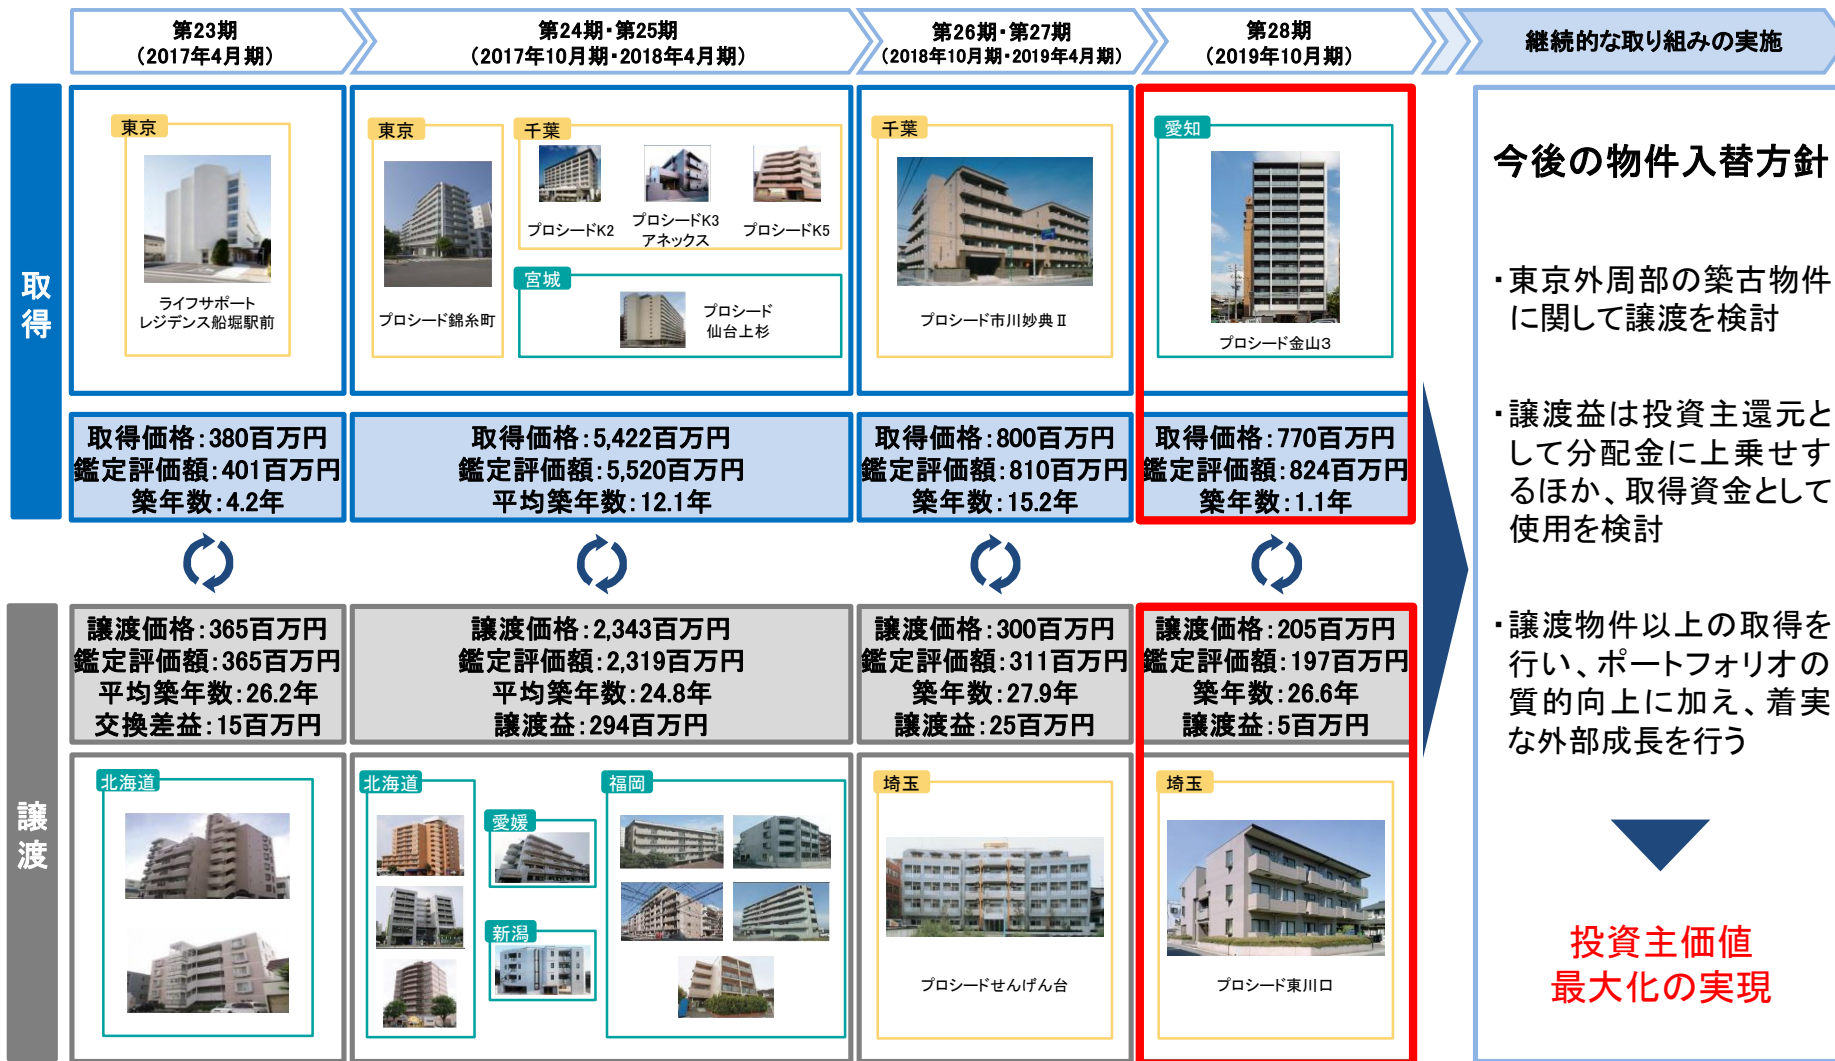 第23期
（2017年4月期）
第24期・第25期
（2017年10月期・2018年4月期）
第26期・第27期
（2018年10月期・2019年4月期）
第28期
（2019年10月期）
継続的な取り組みの実施
取得
東京
ライフサポート
レジデンス船堀駅前
東京
プロシード錦糸町
千葉
プロシードK2
プロシードK3
アネックス
プロシードK5
宮城
プロシード
仙台上杉
千葉
プロシード市川妙典Ⅱ
愛知
プロシード金山3
取得価格：380百万円
鑑定評価額：401百万円
築年数：4.2年
取得価格：5,422百万円
鑑定評価額：5,520百万円
平均築年数：12.1年
取得価格：800百万円
鑑定評価額：810百万円
築年数：15.2年
取得価格：770百万円
鑑定評価額：824百万円
築年数：1.1年
譲渡
譲渡価格：365百万円
鑑定評価額：365百万円
平均築年数：26.2年
交換差益：15百万円
譲渡価格：2,343百万円
鑑定評価額：2,319百万円
平均築年数：24.8年
譲渡益：294百万円
譲渡価格：300百万円
鑑定評価額：311百万円
築年数：27.9年
譲渡益：25百万円
譲渡価格：205百万円
鑑定評価額：197百万円
築年数：26.6年
譲渡益：5百万円
北海道
北海道
愛媛
新潟
福岡
埼玉
プロシードせんげん台
埼玉
プロシード東川口
今後の物件入替方針
・東京外周部の築古物件
に関して譲渡を検討
・譲渡益は投資主還元と
して分配金に上乗せす
るほか、取得資金として
使用を検討
・譲渡物件以上の取得を
行い、ポートフォリオの
質的向上に加え、着実
な外部成長を行う
投資主価値
最大化の実現